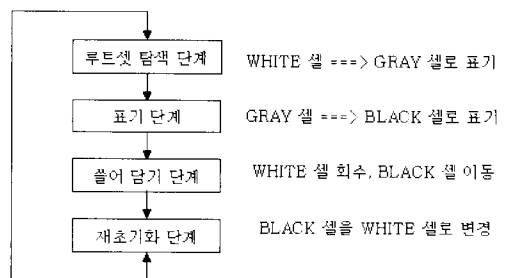 루트셋 탐색 단계
WHITE 셀 ===> GRAY 셀로 표기
표기 단계
GRAY 셀 ===> BLACK 셀로 표기
쓸어 담기 단계
WHITE 셀 회수, BLACK 셀 이동
재초기화 단계
BLACK 셀을 WHITE 셀로 변경